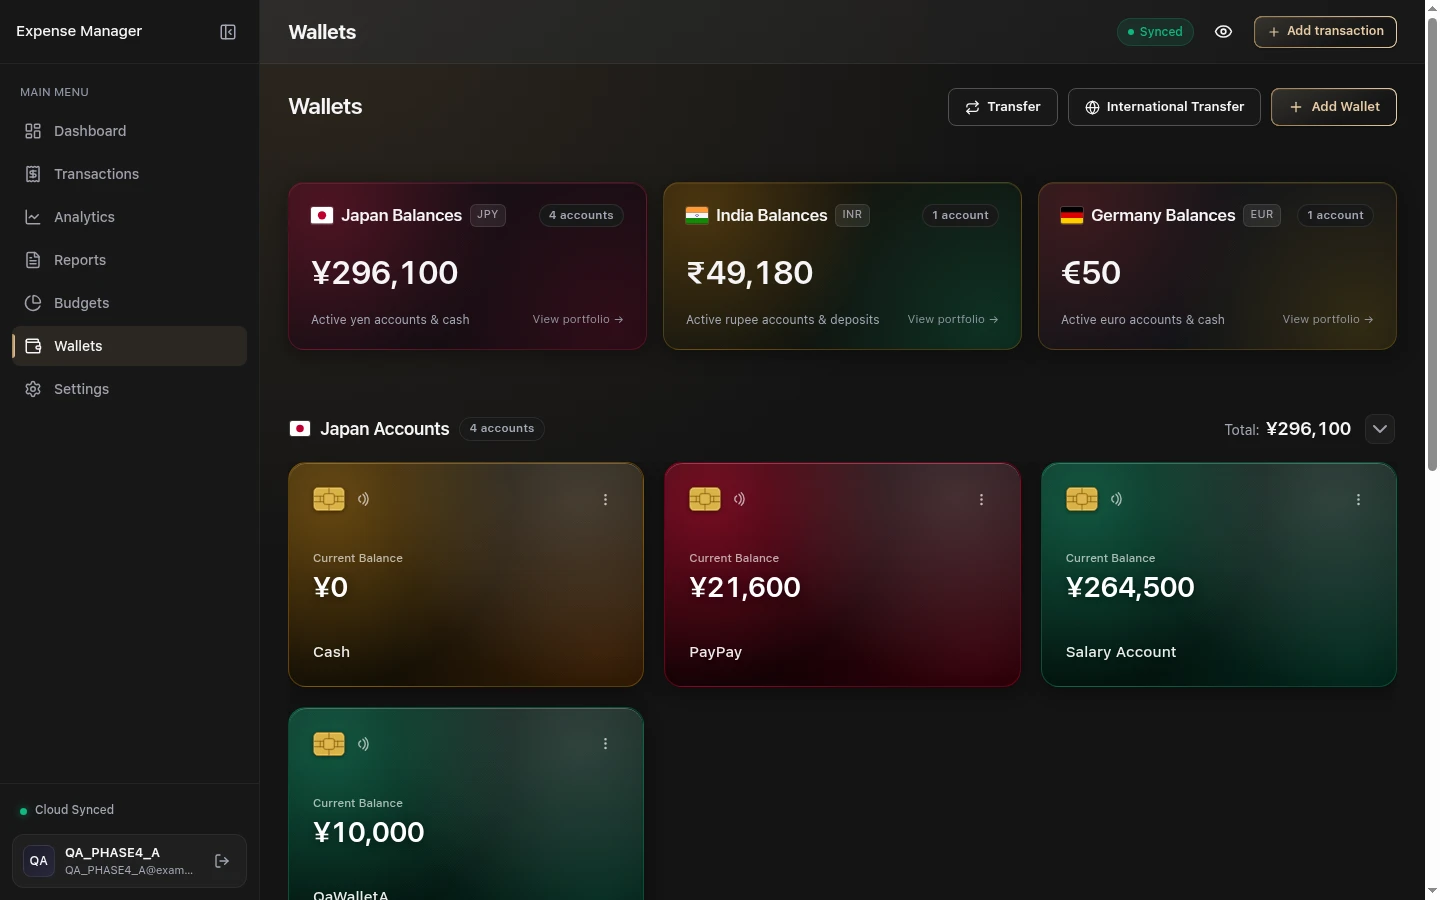 Expense Manager
Wallets
Synced
Add transaction
MAIN MENU
Dashboard
Transactions
Analytics
Reports
Budgets
Wallets
Settings
Cloud Synced
QA
QA_PHASE4_A
QA_PHASE4_A@exam...
Wallets
Transfer
International Transfer
Add Wallet
Japan Balances JPY 4 accounts
¥296,100
Active yen accounts & cash View portfolio →
India Balances INR 1 account
₹49,180
Active rupee accounts & deposits View portfolio →
Germany Balances EUR 1 account
€50
Active euro accounts & cash View portfolio →
Japan Accounts 4 accounts
Total: ¥296,100
Current Balance
¥0
Cash
Current Balance
¥21,600
PayPay
Current Balance
¥264,500
Salary Account
Current Balance
¥10,000
QaWalletA